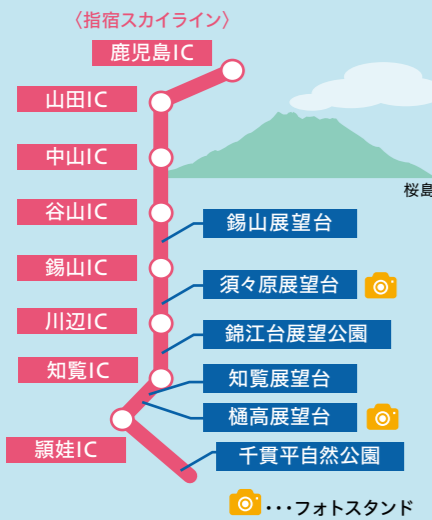 〈指宿スカイライン〉
鹿児島IC
山田IC
中山IC
桜島
谷山IC
錫山展望台
錫山IC
須々原展望台
川辺IC
錦江台展望公園
知覧IC
知覧展望台
樋高展望台
頴娃IC
千貫平自然公園
・・・フォトスタンド